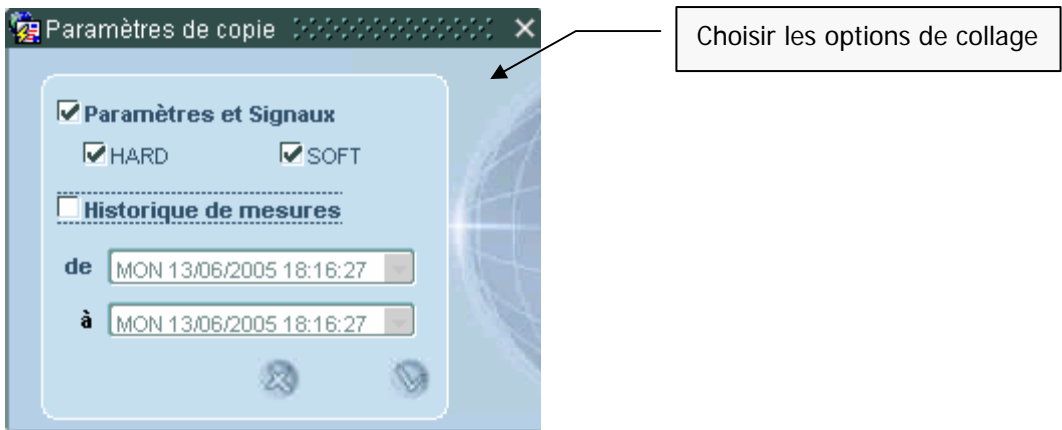 Paramètres de copie
Choisir les options de collage
Paramètres et Signaux
HARD SOFT
Historique de mesures
de MON 13/06/2005 18:16:27
à MON 13/06/2005 18:16:27